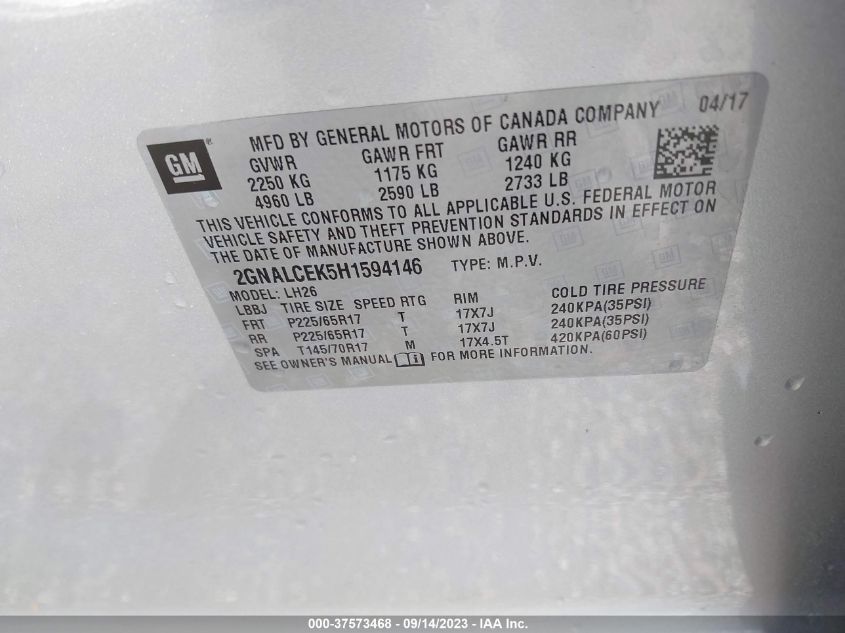 GM
MFD BY GENERAL MOTORS OF CANADA COMPANY 04/17
GVWR GAWR FRT GAWR RR
2250 KG 1175 KG 1240 KG
4960 LB 2590 LB 2733 LB
THIS VEHICLE CONFORMS TO ALL APPLICABLE U.S. FEDERAL MOTOR
VEHICLE SAFETY AND THEFT PREVENTION STANDARDS IN EFFECT ON
THE DATE OF MANUFACTURE SHOWN ABOVE.
2GNALCEK5H1594146 TYPE: M.P.V.
MODEL: LH26
LBBJ TIRE SIZE SPEED RTG RIM COLD TIRE PRESSURE
FRT P225/65R17 T 17X7J 240KPA(35PSI)
RR P225/65R17 T 17X7J 240KPA(35PSI)
SPA T145/70R17 M 17X4.5T 420KPA(60PSI)
SEE OWNER'S MANUAL FOR MORE INFORMATION.
000-37573468 - 09/14/2023 - IAA Inc.